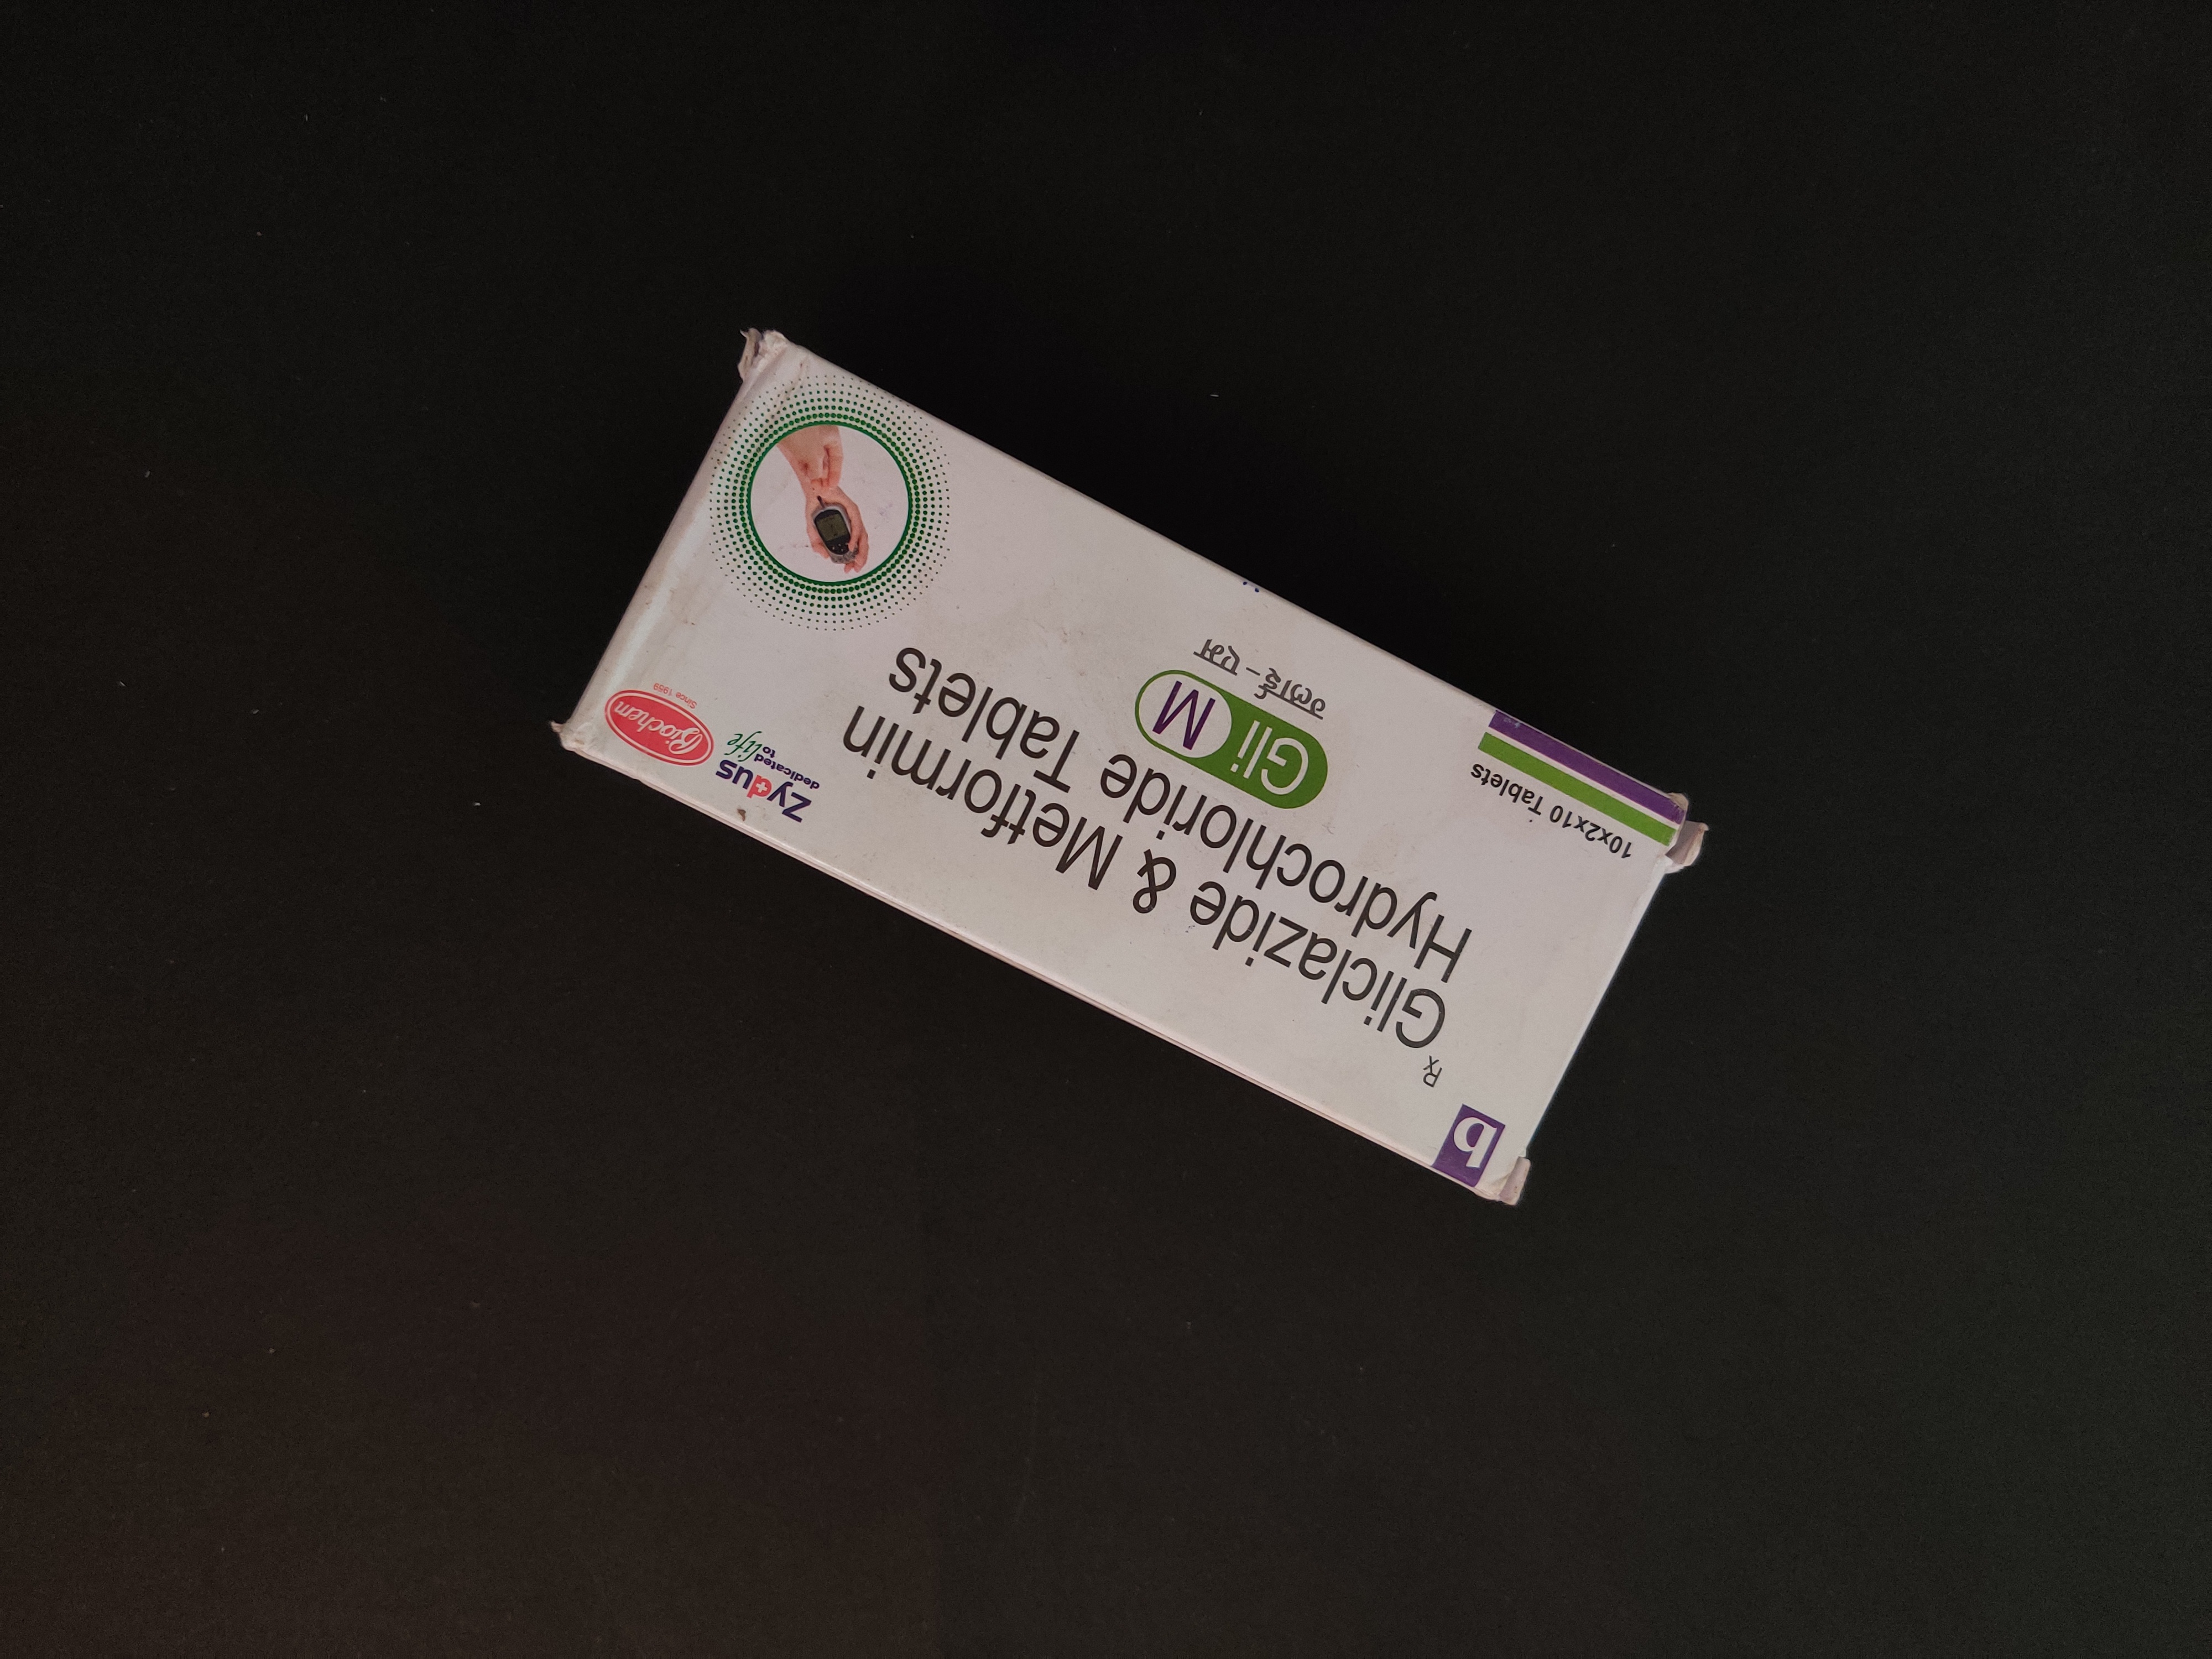 b
Zydus
dedicated
to life
Biochem
Since 1959
Rx
Gliclazide & Metformin
Hydrochloride Tablets
Gli M
ग्लाई-एम
10x2x10 Tablets